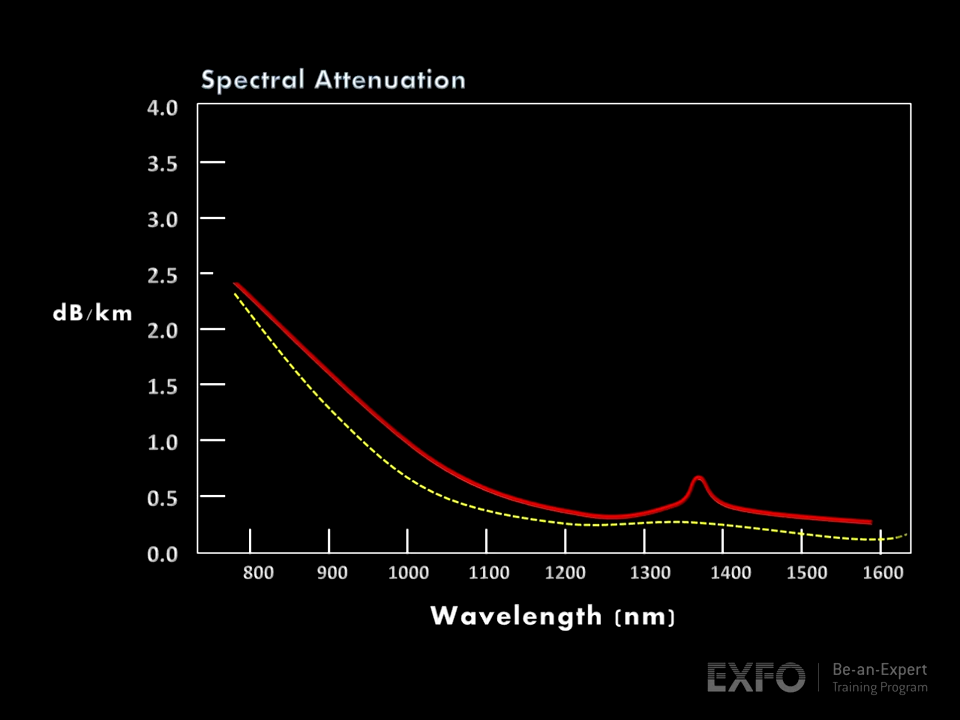 Spectral Attenuation
4.0
3.5
3.0
2.5
dB/km
2.0
1.5
1.0
0.5
0.0
800 900 1000 1100 1200 1300 1400 1500 1600
Wavelength (nm)
EXFO
Be-an-Expert
Training Program